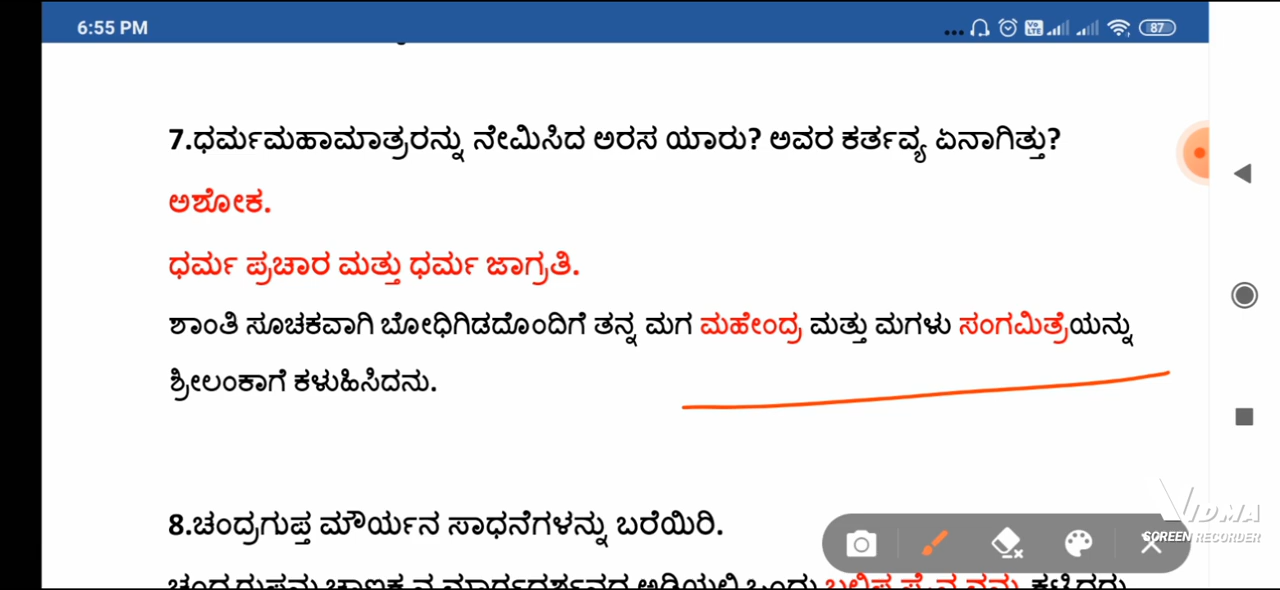 6:55 PM
87
7.ಧರ್ಮಮಹಾಮಾತ್ರರನ್ನು ನೇಮಿಸಿದ ಅರಸ ಯಾರು? ಅವರ ಕರ್ತವ್ಯ ಏನಾಗಿತ್ತು?
ಅಶೋಕ.
ಧರ್ಮ ಪ್ರಚಾರ ಮತ್ತು ಧರ್ಮ ಜಾಗ್ರತಿ.
ಶಾಂತಿ ಸೂಚಕವಾಗಿ ಬೋಧಿಗಿಡದೊಂದಿಗೆ ತನ್ನ ಮಗ ಮಹೇಂದ್ರ ಮತ್ತು ಮಗಳು ಸಂಗಮಿತ್ರೆಯನ್ನು
ಶ್ರೀಲಂಕಾಗೆ ಕಳುಹಿಸಿದನು.
8.ಚಂದ್ರಗುಪ್ತ ಮೌರ್ಯನ ಸಾಧನೆಗಳನ್ನು ಬರೆಯಿರಿ.
VIDMA
SCREEN RECORDER